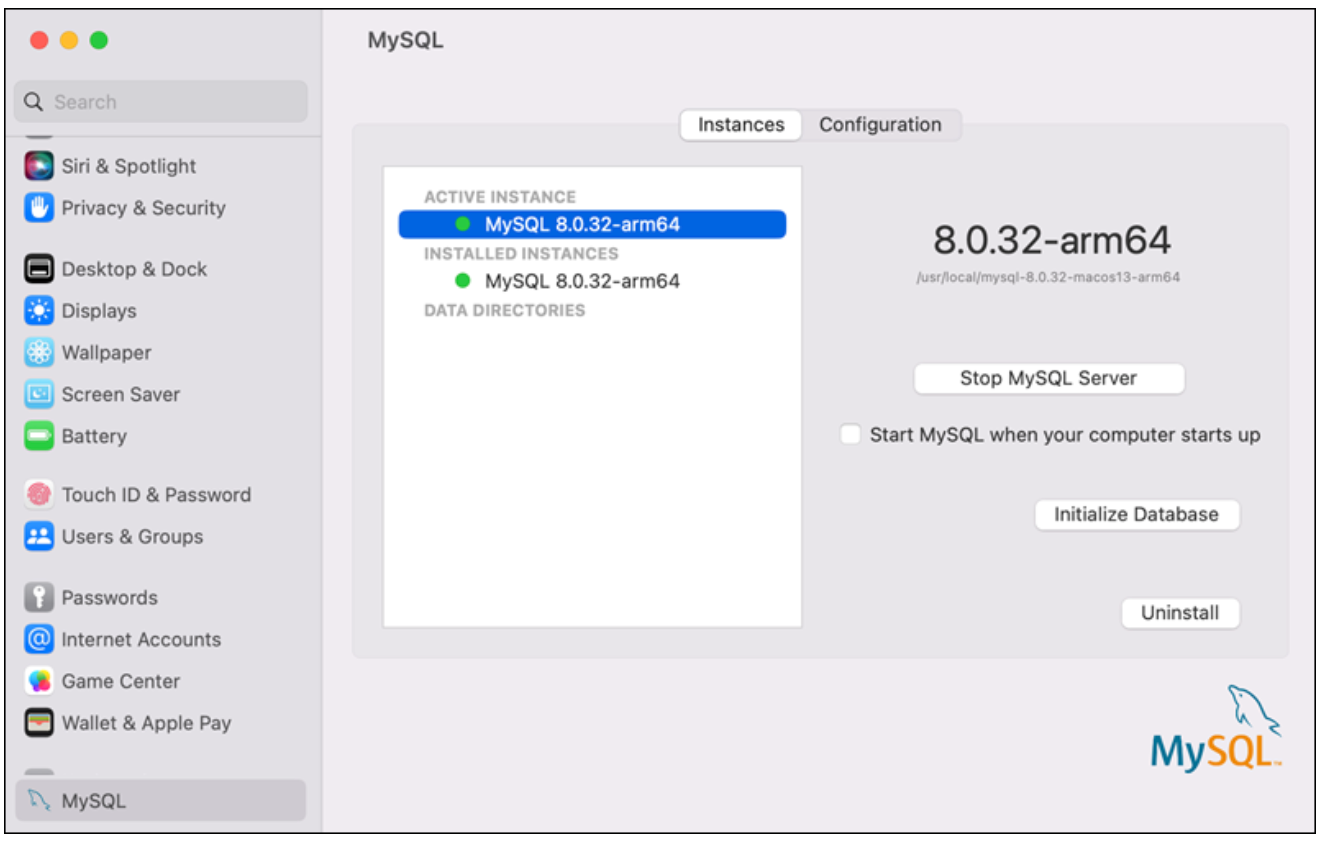 MySQL
Search
Siri & Spotlight
Privacy & Security
Desktop & Dock
Displays
Wallpaper
Screen Saver
Battery
Touch ID & Password
Users & Groups
Passwords
Internet Accounts
Game Center
Wallet & Apple Pay
MySQL
Instances
Configuration
ACTIVE INSTANCE
MySQL 8.0.32-arm64
INSTALLED INSTANCES
MySQL 8.0.32-arm64
DATA DIRECTORIES
8.0.32-arm64
/usr/local/mysql-8.0.32-macos13-arm64
Stop MySQL Server
Start MySQL when your computer starts up
Initialize Database
Uninstall
MySQL™